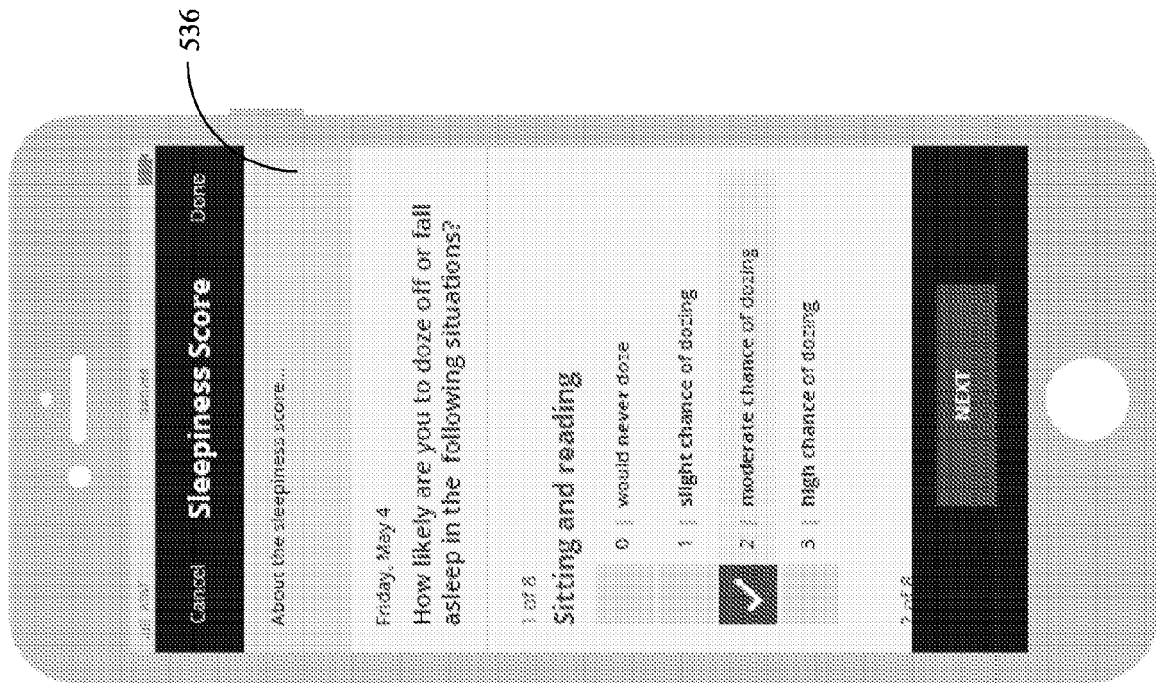 536
Cancel Sleepiness Score Done
About the sleepiness score...
Friday, May 4
How likely are you to doze off or fall
asleep in the following situations?
1 of 8
Sitting and reading
0 would never doze
1 slight chance of dozing
2 moderate chance of dozing
3 high chance of dozing
2 of 8
NEXT